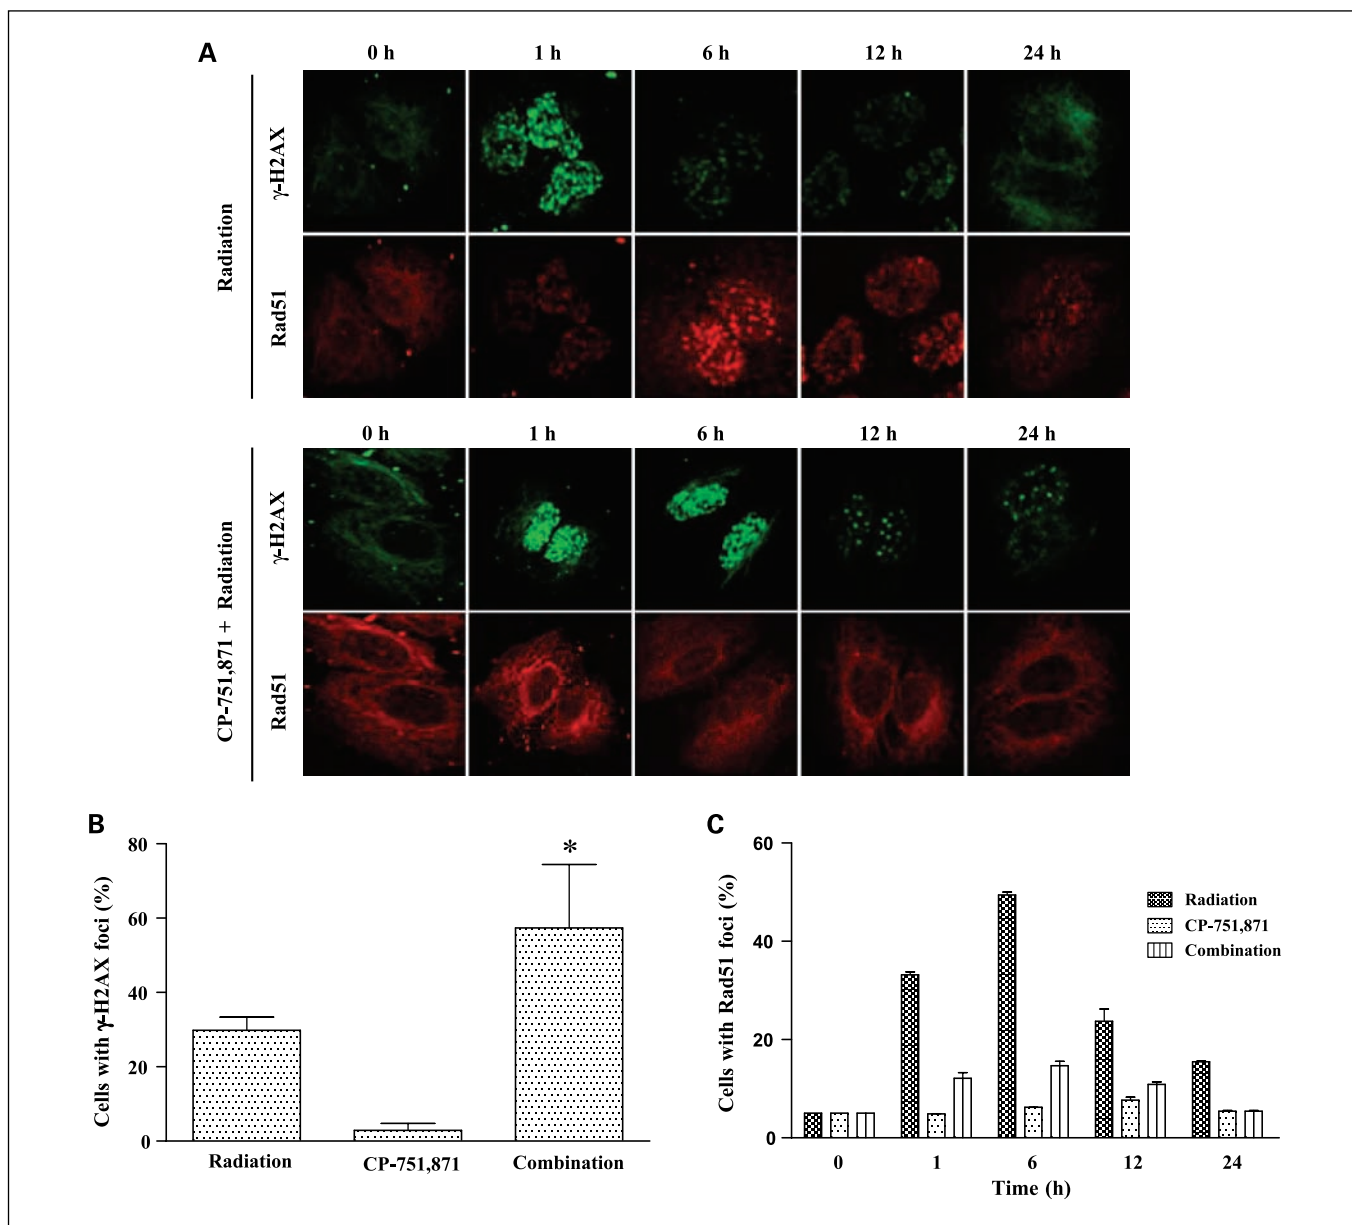 A
0 h 1 h 6 h 12 h 24 h
Radiation
γ-H2AX
Rad51
0 h 1 h 6 h 12 h 24 h
CP-751,871 + Radiation
γ-H2AX
Rad51
B
Cells with γ-H2AX foci (%)
80
60
40
20
0
*
Radiation CP-751,871 Combination
C
Cells with Rad51 foci (%)
60
40
20
0
Radiation
CP-751,871
Combination
0 1 6 12 24
Time (h)